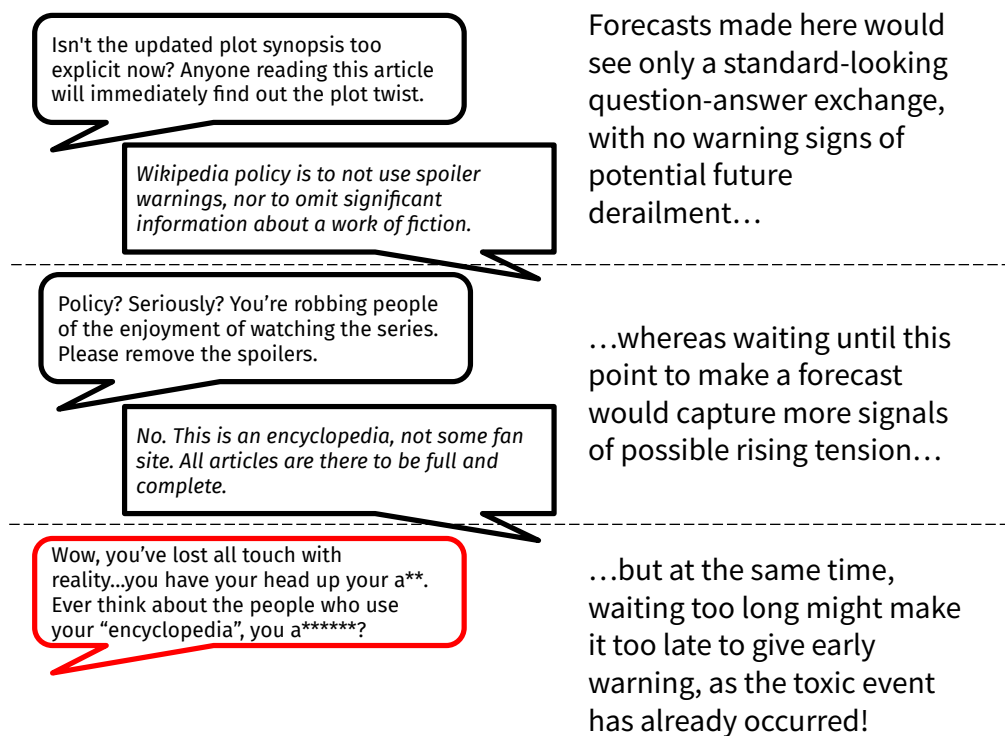 Isn't the updated plot synopsis too
explicit now? Anyone reading this article
will immediately find out the plot twist.
Wikipedia policy is to not use spoiler
warnings, nor to omit significant
information about a work of fiction.
Forecasts made here would
see only a standard-looking
question-answer exchange,
with no warning signs of
potential future
derailment…
Policy? Seriously? You’re robbing people
of the enjoyment of watching the series.
Please remove the spoilers.
No. This is an encyclopedia, not some fan
site. All articles are there to be full and
complete.
…whereas waiting until this
point to make a forecast
would capture more signals
of possible rising tension…
Wow, you’ve lost all touch with
reality...you have your head up your a**.
Ever think about the people who use
your “encyclopedia”, you a******?
…but at the same time,
waiting too long might make
it too late to give early
warning, as the toxic event
has already occurred!